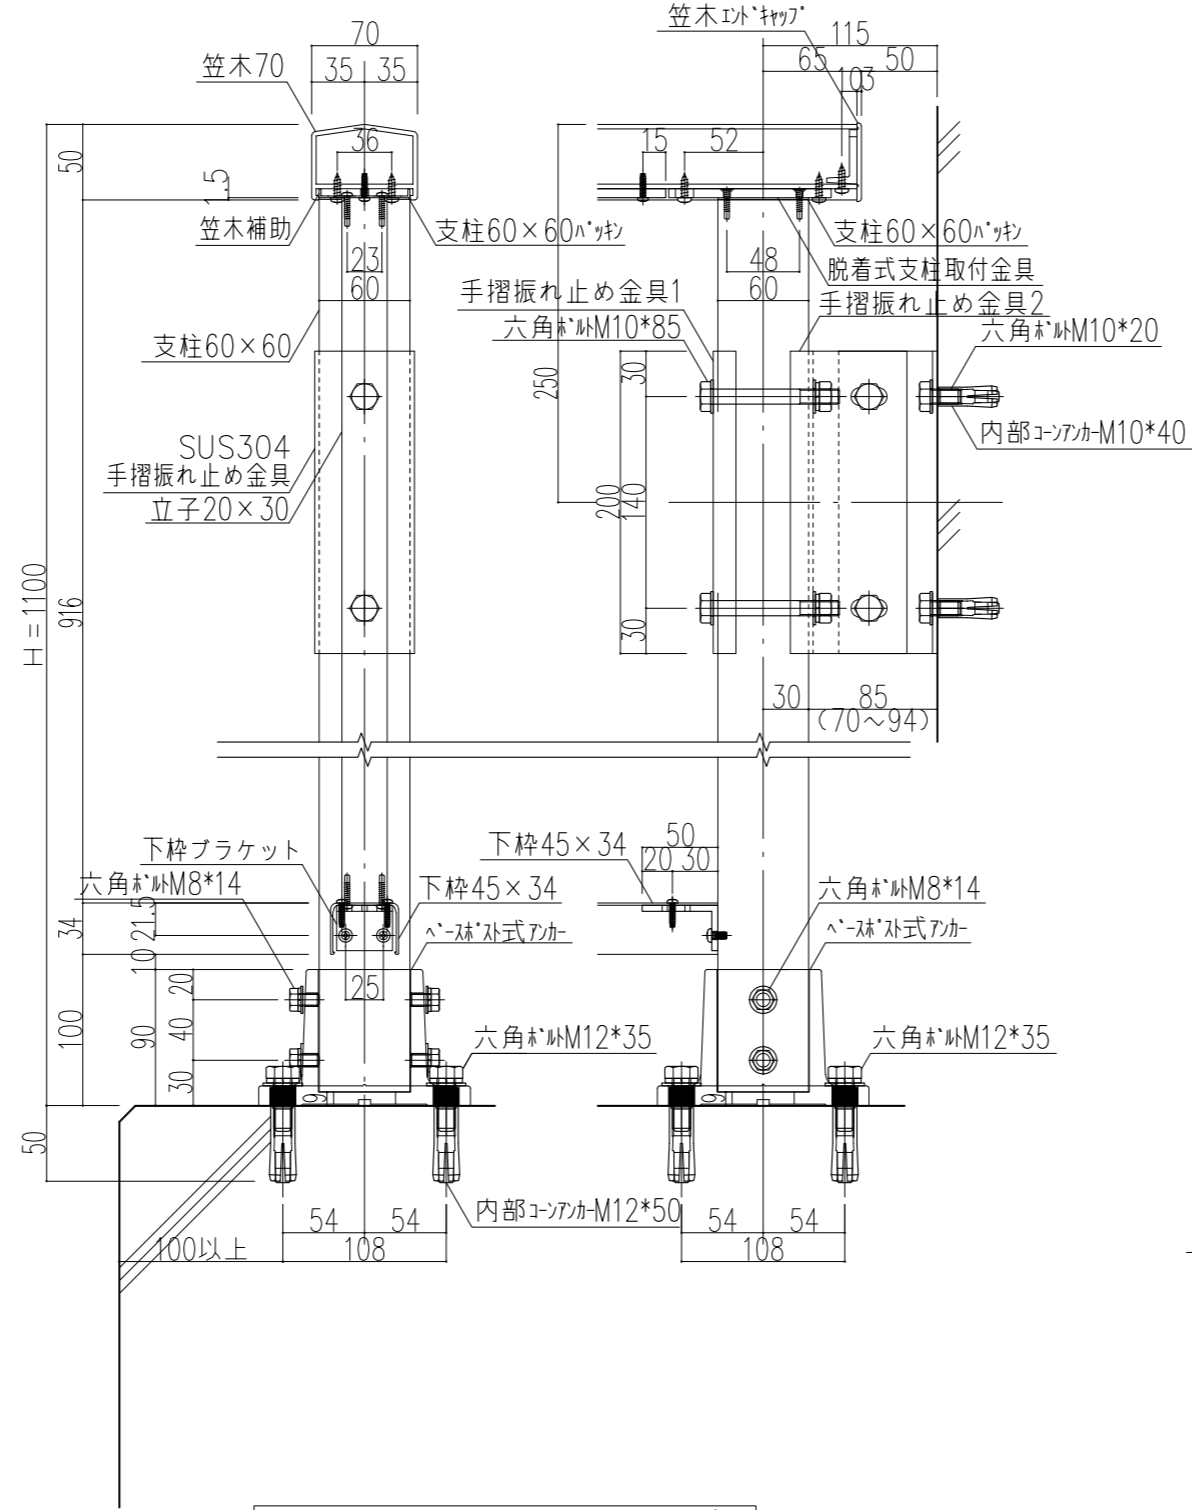 笠木ｴﾝﾄﾞｷｬｯﾌﾟ
70
115
笠木70
35
35
65
50
103
36
15
52
50
1.5
笠木補助
支柱60×60ﾊﾟｯｷﾝ
支柱60×60ﾊﾟｯｷﾝ
23
48
脱着式支柱取付金具
60
手摺振れ止め金具1
60
手摺振れ止め金具2
六角ﾎﾞﾙﾄM10*85
六角ﾎﾞﾙﾄM10*20
支柱60×60
30
250
SUS304
内部ｺｰﾝｱﾝｶｰM10*40
手摺振れ止め金具
立子20×30
200
140
H=1100
916
30
30
85
(70～94)
下枠ブラケット
下枠45×34
50
20
30
六角ﾎﾞﾙﾄM8*14
下枠45×34
六角ﾎﾞﾙﾄM8*14
34
21.5
ﾍﾞｰｽﾎﾟｽﾄ式ｱﾝｶｰ
ﾍﾞｰｽﾎﾟｽﾄ式ｱﾝｶｰ
10
20
25
100
90
40
六角ﾎﾞﾙﾄM12*35
六角ﾎﾞﾙﾄM12*35
30
9
9
50
内部ｺｰﾝｱﾝｶｰM12*50
54
54
54
54
100以上
108
108